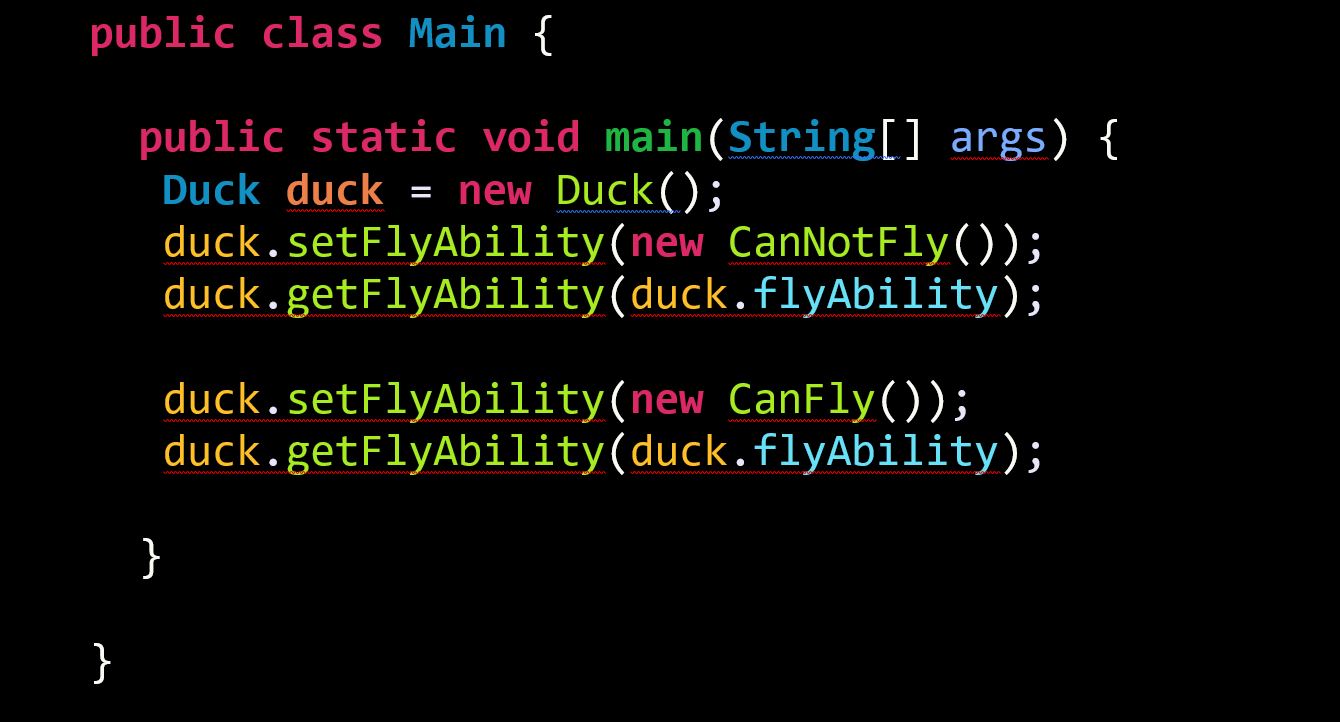 public class Main {
public static void main(String[] args) {
Duck duck = new Duck();
duck.setFlyAbility(new CanNotFly());
duck.getFlyAbility(duck.flyAbility);
duck.setFlyAbility(new CanFly());
duck.getFlyAbility(duck.flyAbility);
}
}